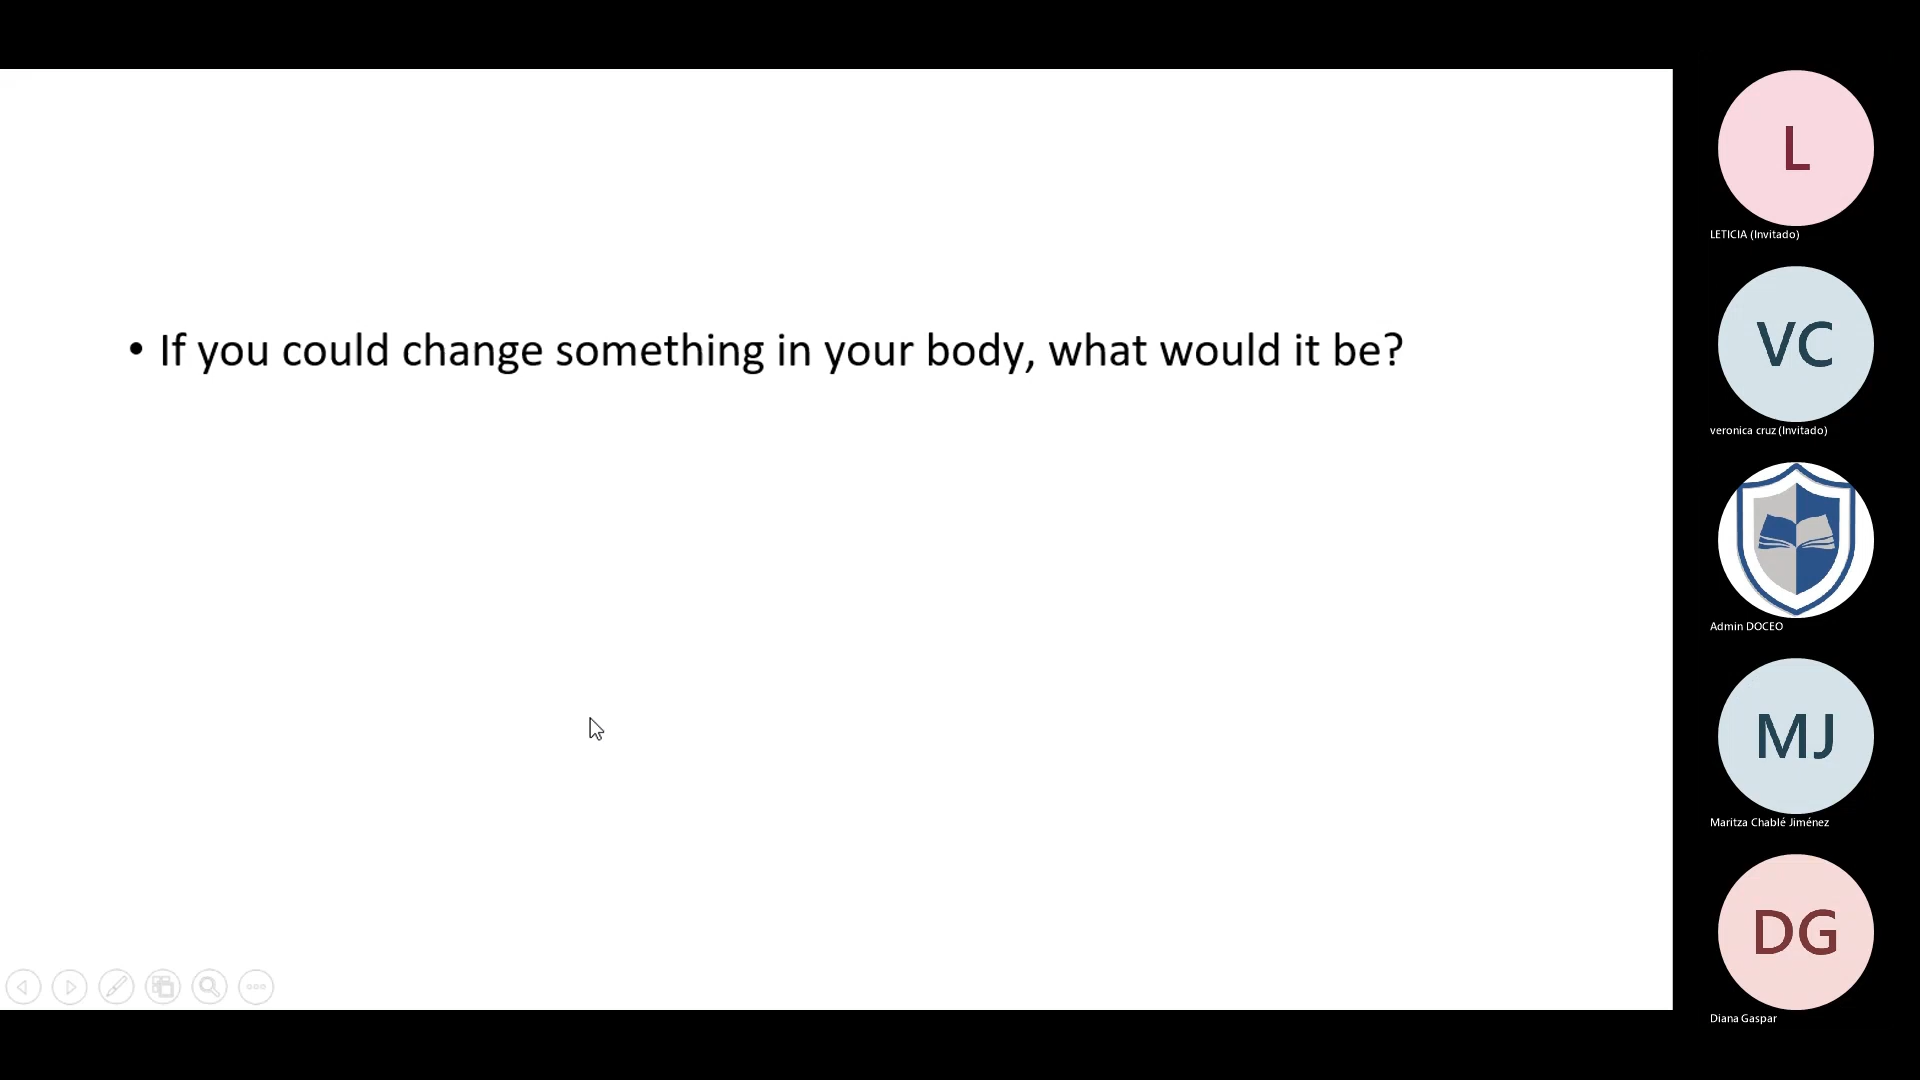 • If you could change something in your body, what would it be?
L
LETICIA (Invitado)
VC
veronica cruz (Invitado)
Admin DOCEO
MJ
Maritza Chablé Jiménez
DG
Diana Gaspar